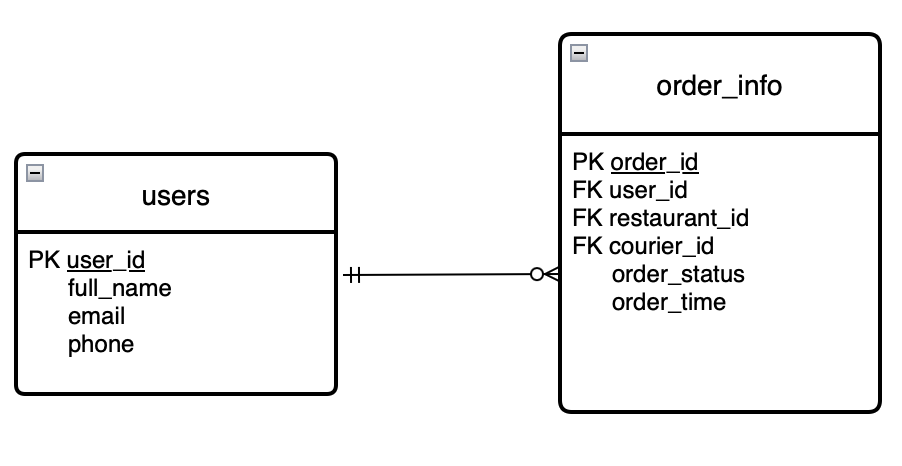 users
PK user_id
full_name
email
phone
order_info
PK order_id
FK user_id
FK restaurant_id
FK courier_id
order_status
order_time